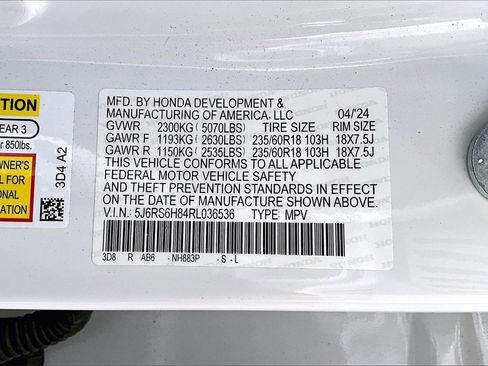 MFD. BY HONDA DEVELOPMENT &
MANUFACTURING OF AMERICA, LLC 04/24
GVWR 2300KG (5070LBS) TIRE SIZE RIM SIZE
GAWR F 1193KG (2630LBS) 235/60R18 103H 18X7.5J
GAWR R 1150KG (2535LBS) 235/60R18 103H 18X7.5J
THIS VEHICLE CONFORMS TO ALL APPLICABLE
FEDERAL MOTOR VEHICLE SAFETY
AND THEFT PREVENTION STANDARDS IN EFFECT
ON THE DATE OF MANUFACTURE SHOWN ABOVE.
V.I.N.: 5J6RS6H84RL036536 TYPE: MPV
3D8 R AB6 -NH883P -S-L
TION
EAR 3
r 850lbs.
WNER'S
L FOR
IONAL
ATION
3D4 A2